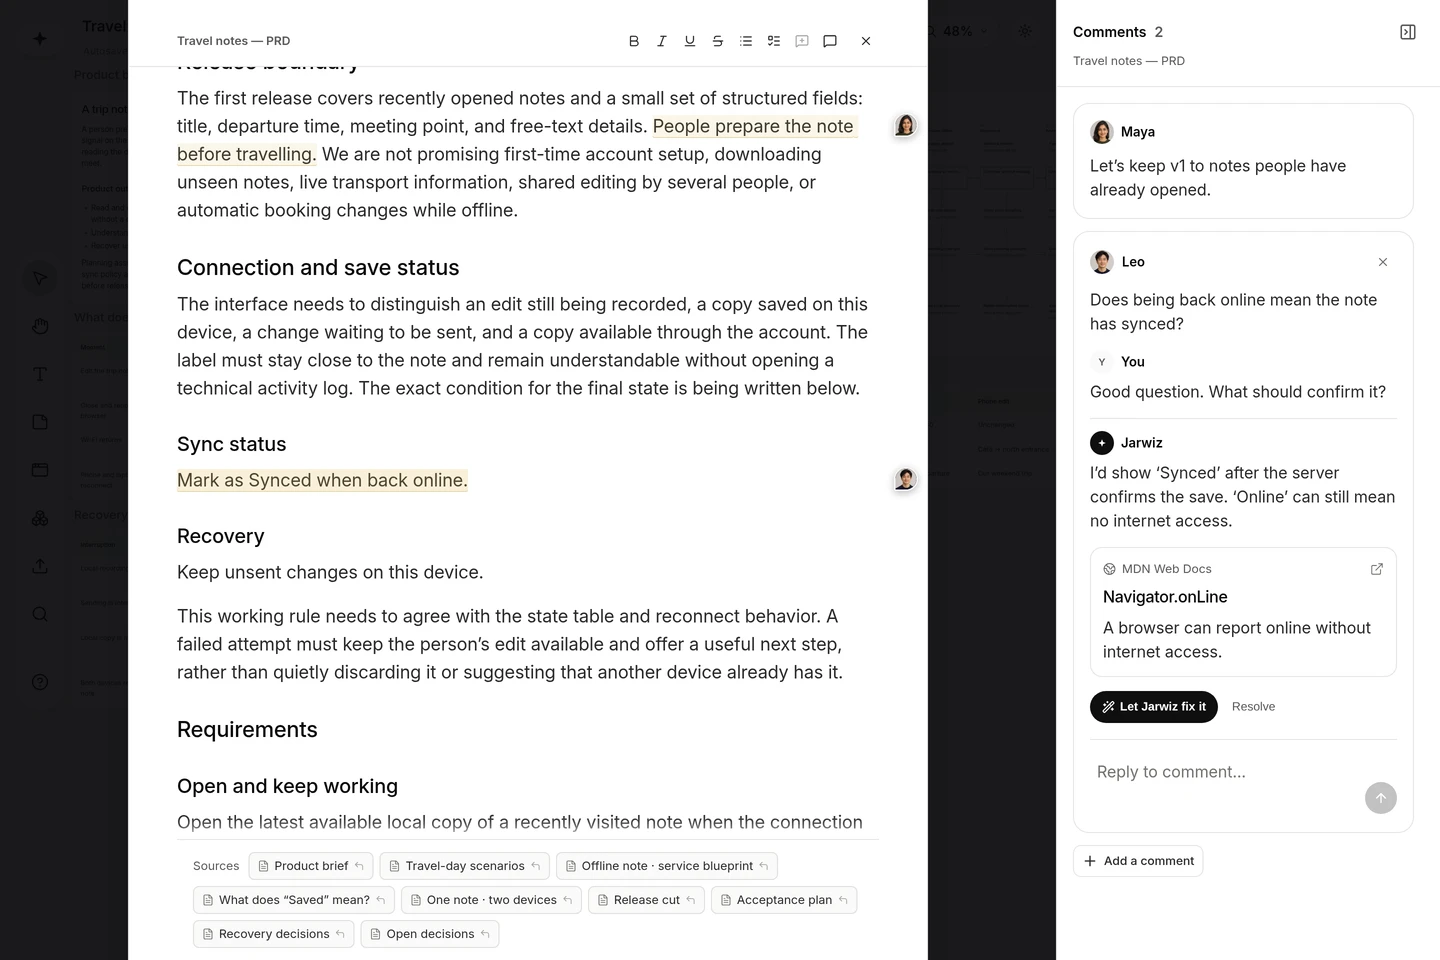 Travel notes — PRD
Release boundary
The first release covers recently opened notes and a small set of structured fields:
title, departure time, meeting point, and free-text details. People prepare the note
before travelling. We are not promising first-time account setup, downloading
unseen notes, live transport information, shared editing by several people, or
automatic booking changes while offline.
Connection and save status
The interface needs to distinguish an edit still being recorded, a copy saved on this
device, a change waiting to be sent, and a copy available through the account. The
label must stay close to the note and remain understandable without opening a
technical activity log. The exact condition for the final state is being written below.
Sync status
Mark as Synced when back online.
Recovery
Keep unsent changes on this device.
This working rule needs to agree with the state table and reconnect behavior. A
failed attempt must keep the person’s edit available and offer a useful next step,
rather than quietly discarding it or suggesting that another device already has it.
Requirements
Open and keep working
Open the latest available local copy of a recently visited note when the connection
Sources
Product brief
Travel-day scenarios
Offline note · service blueprint
What does “Saved” mean?
One note · two devices
Release cut
Acceptance plan
Recovery decisions
Open decisions
48%
Comments 2
Travel notes — PRD
Maya
Let’s keep v1 to notes people have
already opened.
Leo
Does being back online mean the note
has synced?
Y You
Good question. What should confirm it?
Jarwiz
I’d show ‘Synced’ after the server
confirms the save. ‘Online’ can still mean
no internet access.
MDN Web Docs
Navigator.onLine
A browser can report online without
internet access.
Let Jarwiz fix it
Resolve
Reply to comment...
Add a comment